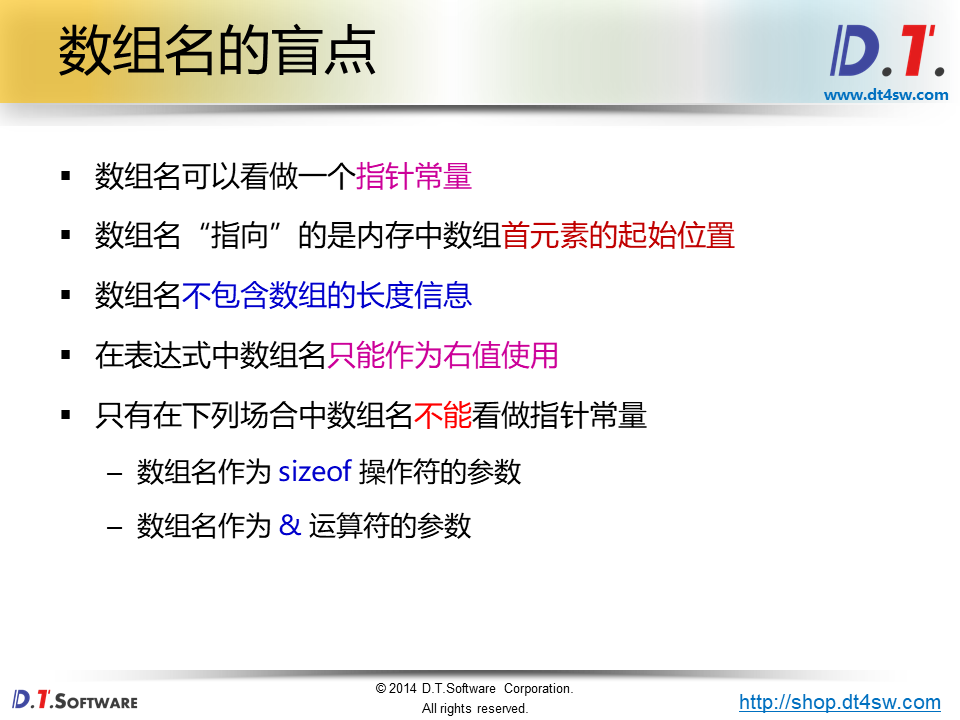 数组名的盲点
D.T.
www.dt4sw.com
▪ 数组名可以看做一个指针常量
▪ 数组名“指向”的是内存中数组首元素的起始位置
▪ 数组名不包含数组的长度信息
▪ 在表达式中数组名只能作为右值使用
▪ 只有在下列场合中数组名不能看做指针常量
– 数组名作为 sizeof 操作符的参数
– 数组名作为 & 运算符的参数
D.T.SOFTWARE
© 2014 D.T.Software Corporation.
All rights reserved.
http://shop.dt4sw.com